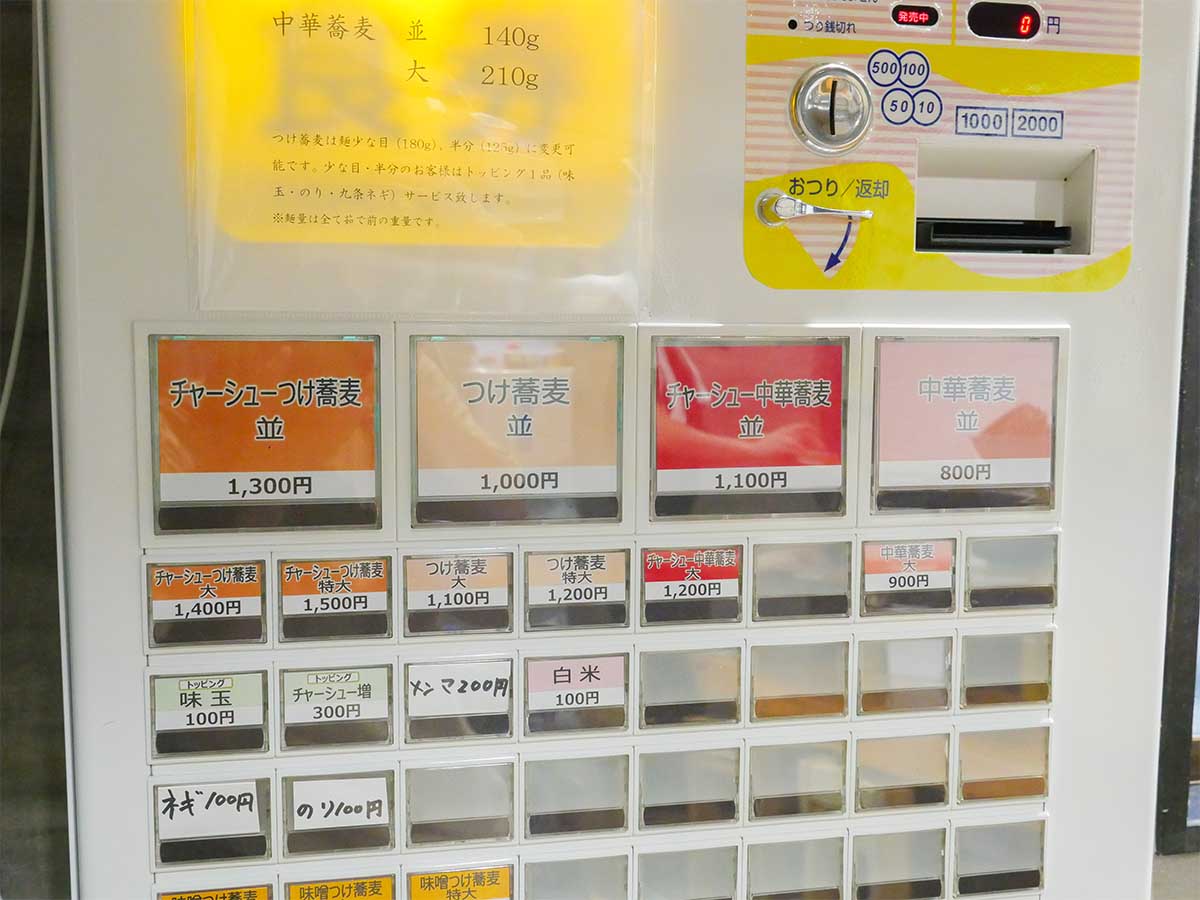 中華蕎麦 並 140g
大 210g
つけ蕎麦は麺少な目（180g）、半分（125g）に変更可
能です。少な目・半分のお客様はトッピング１品（味
玉・のり・九条ネギ）サービス致します。
※麺量は全て茹で前の重量です。
発売中
0 円
●つり銭切れ
500 100
50 10
1000 2000
おつり／返却
チャーシューつけ蕎麦
並
1,300円
つけ蕎麦
並
1,000円
チャーシュー中華蕎麦
並
1,100円
中華蕎麦
並
800円
チャーシューつけ蕎麦
大
1,400円
チャーシューつけ蕎麦
特大
1,500円
つけ蕎麦
大
1,100円
つけ蕎麦
特大
1,200円
チャーシュー中華蕎麦
大
1,200円
中華蕎麦
大
900円
トッピング
味玉
100円
トッピング
チャーシュー増
300円
メンマ200円
白米
100円
ネギ100円
のり100円
味噌つけ蕎麦
味噌つけ蕎麦
味噌つけ蕎麦
特大